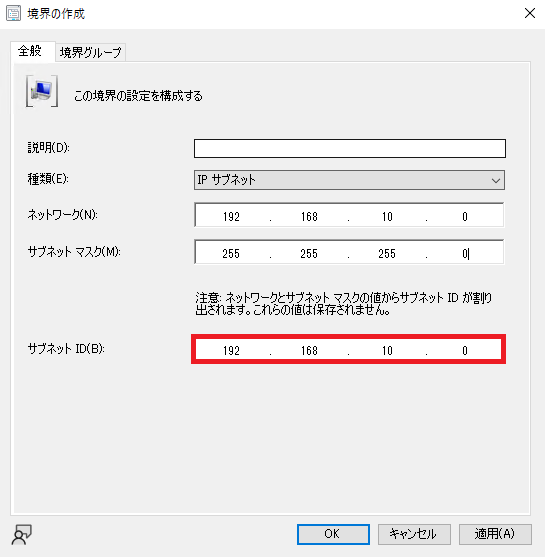 境界の作成
全般 境界グループ
この境界の設定を構成する
説明(D):
種類(E): IP サブネット
ネットワーク(N): 192 . 168 . 10 . 0
サブネット マスク(M): 255 . 255 . 255 . 0
注意: ネットワークとサブネット マスクの値からサブネット ID が割り
出されます。これらの値は保存されません。
サブネット ID(B): 192 . 168 . 10 . 0
OK キャンセル 適用(A)